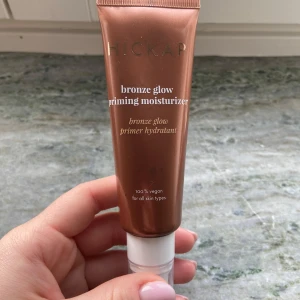 bronze glow
priming moisturizer
bronze glow
primer hydratant
100% vegan
for all skin types